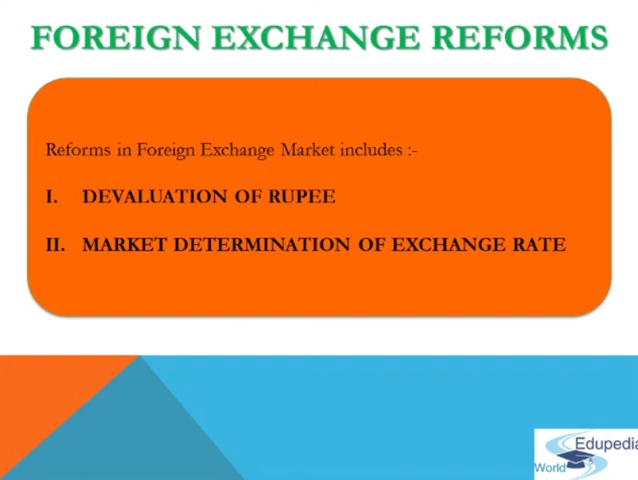 FOREIGN EXCHANGE REFORMS
Reforms in Foreign Exchange Market includes :-
I. DEVALUATION OF RUPEE
II. MARKET DETERMINATION OF EXCHANGE RATE
Edupedia
World